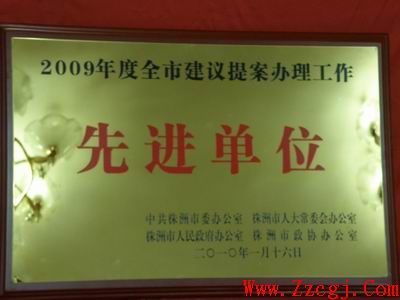 2009年度全市建议提案办理工作
先进单位
中共株洲市委办公室 株洲市人大常委会办公室
株洲市人民政府办公室 株洲市政协办公室
二〇一〇年一月十六日
www.Zzcgj.Com